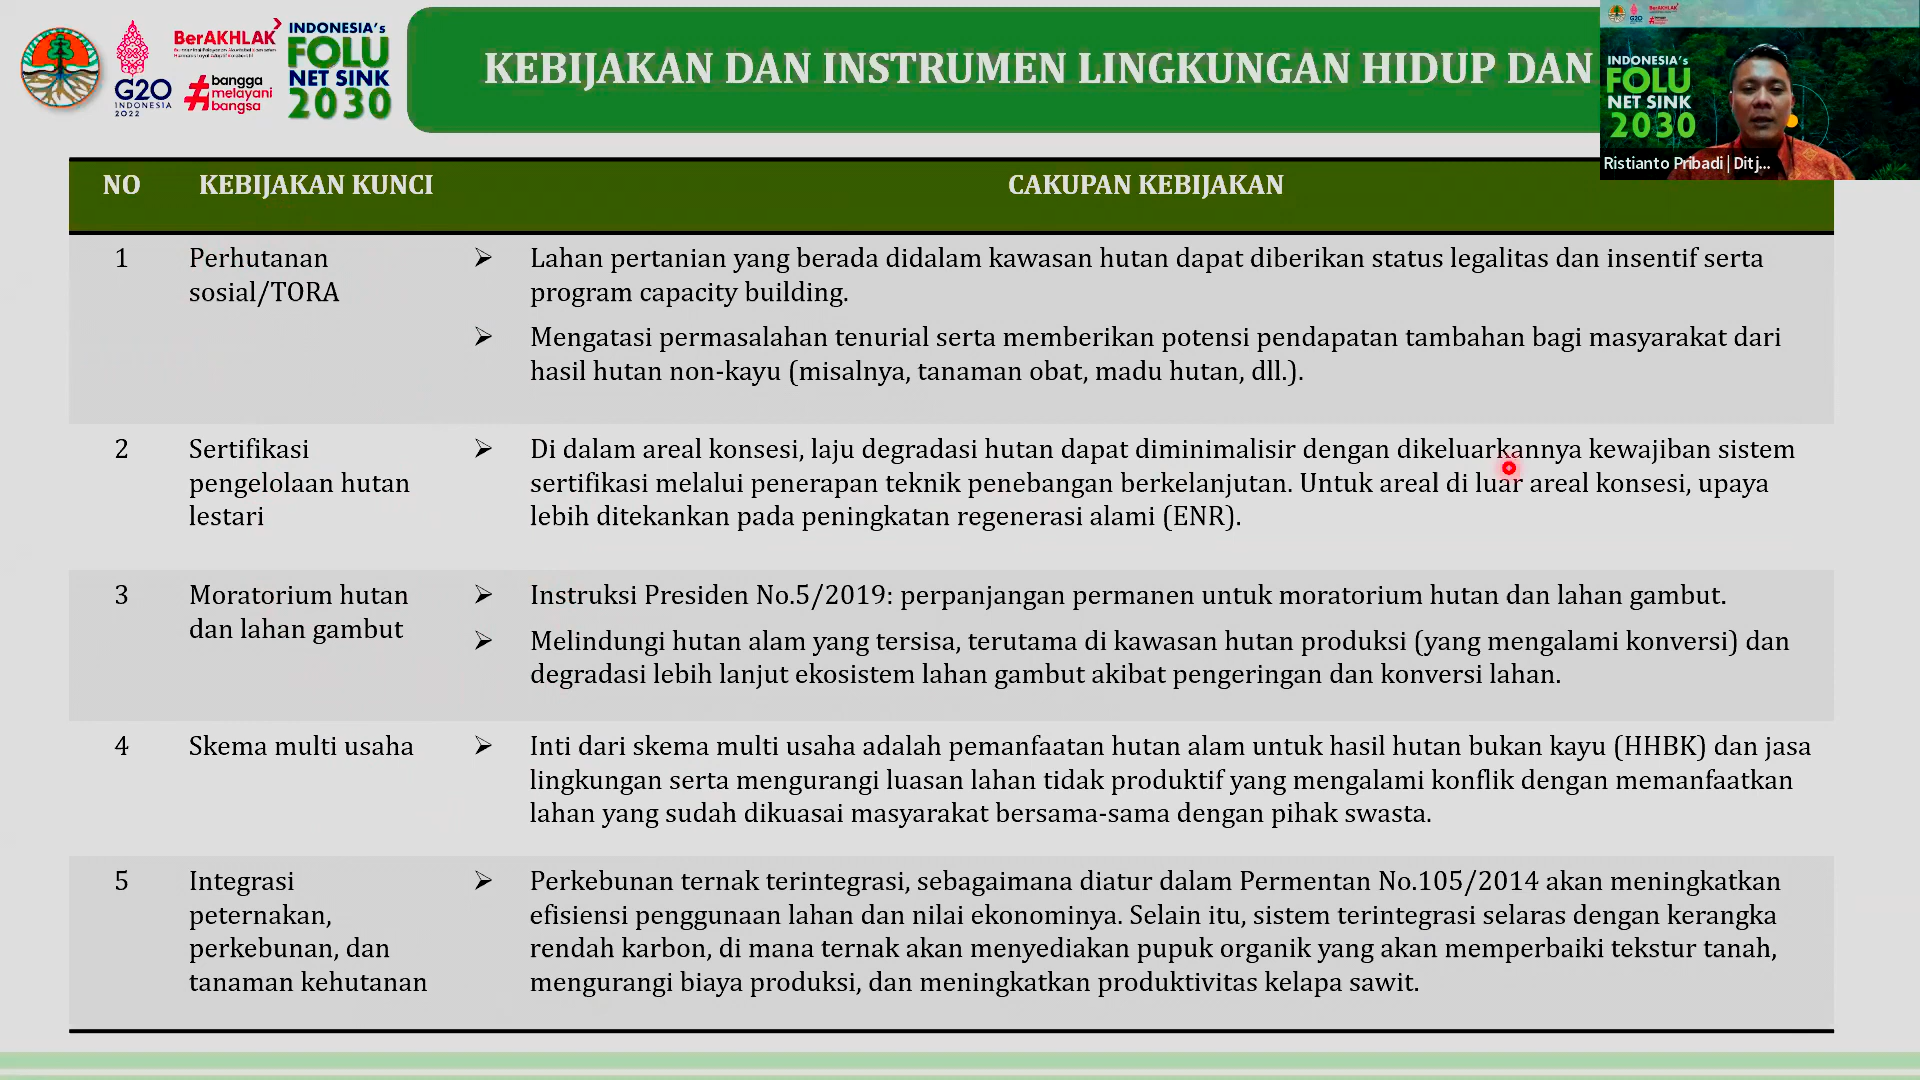 BerAKHLAK
G20
INDONESIA
2022
#bangga
melayani
bangsa
INDONESIA's
FOLU
NET SINK
2030
KEBIJAKAN DAN INSTRUMEN LINGKUNGAN HIDUP DAN
INDONESIA's
FOLU
NET SINK
2030
Ristianto Pribadi | Ditj...
NO KEBIJAKAN KUNCI CAKUPAN KEBIJAKAN
1 Perhutanan sosial/TORA
➢ Lahan pertanian yang berada didalam kawasan hutan dapat diberikan status legalitas dan insentif serta
program capacity building.
➢ Mengatasi permasalahan tenurial serta memberikan potensi pendapatan tambahan bagi masyarakat dari
hasil hutan non-kayu (misalnya, tanaman obat, madu hutan, dll.).
2 Sertifikasi
pengelolaan hutan
lestari
➢ Di dalam areal konsesi, laju degradasi hutan dapat diminimalisir dengan dikeluarkannya kewajiban sistem
sertifikasi melalui penerapan teknik penebangan berkelanjutan. Untuk areal di luar areal konsesi, upaya
lebih ditekankan pada peningkatan regenerasi alami (ENR).
3 Moratorium hutan
dan lahan gambut
➢ Instruksi Presiden No.5/2019: perpanjangan permanen untuk moratorium hutan dan lahan gambut.
➢ Melindungi hutan alam yang tersisa, terutama di kawasan hutan produksi (yang mengalami konversi) dan
degradasi lebih lanjut ekosistem lahan gambut akibat pengeringan dan konversi lahan.
4 Skema multi usaha
➢ Inti dari skema multi usaha adalah pemanfaatan hutan alam untuk hasil hutan bukan kayu (HHBK) dan jasa
lingkungan serta mengurangi luasan lahan tidak produktif yang mengalami konflik dengan memanfaatkan
lahan yang sudah dikuasai masyarakat bersama-sama dengan pihak swasta.
5 Integrasi
peternakan,
perkebunan, dan
tanaman kehutanan
➢ Perkebunan ternak terintegrasi, sebagaimana diatur dalam Permentan No.105/2014 akan meningkatkan
efisiensi penggunaan lahan dan nilai ekonominya. Selain itu, sistem terintegrasi selaras dengan kerangka
rendah karbon, di mana ternak akan menyediakan pupuk organik yang akan memperbaiki tekstur tanah,
mengurangi biaya produksi, dan meningkatkan produktivitas kelapa sawit.